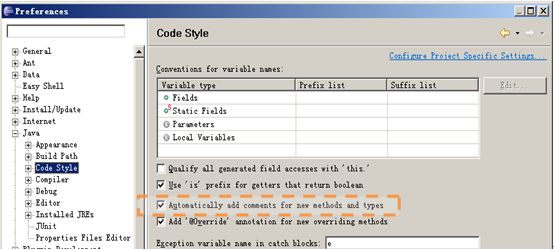 Preferences
Code Style
General
Ant
Data
Easy Shell
Help
Install/Update
Internet
Java
Appearance
Build Path
Code Style
Compiler
Debug
Editor
Installed JREs
JUnit
Properties Files Editor
Configure Project Specific Settings...
Conventions for variable names:
Variable type Prefix list Suffix list
Fields
S Static Fields
Parameters
Local Variables
Edit...
Qualify all generated field accesses with 'this.'
Use 'is' prefix for getters that return boolean
Automatically add comments for new methods and types
Add '@Override' annotation for new overriding methods
Exception variable name in catch blocks: e